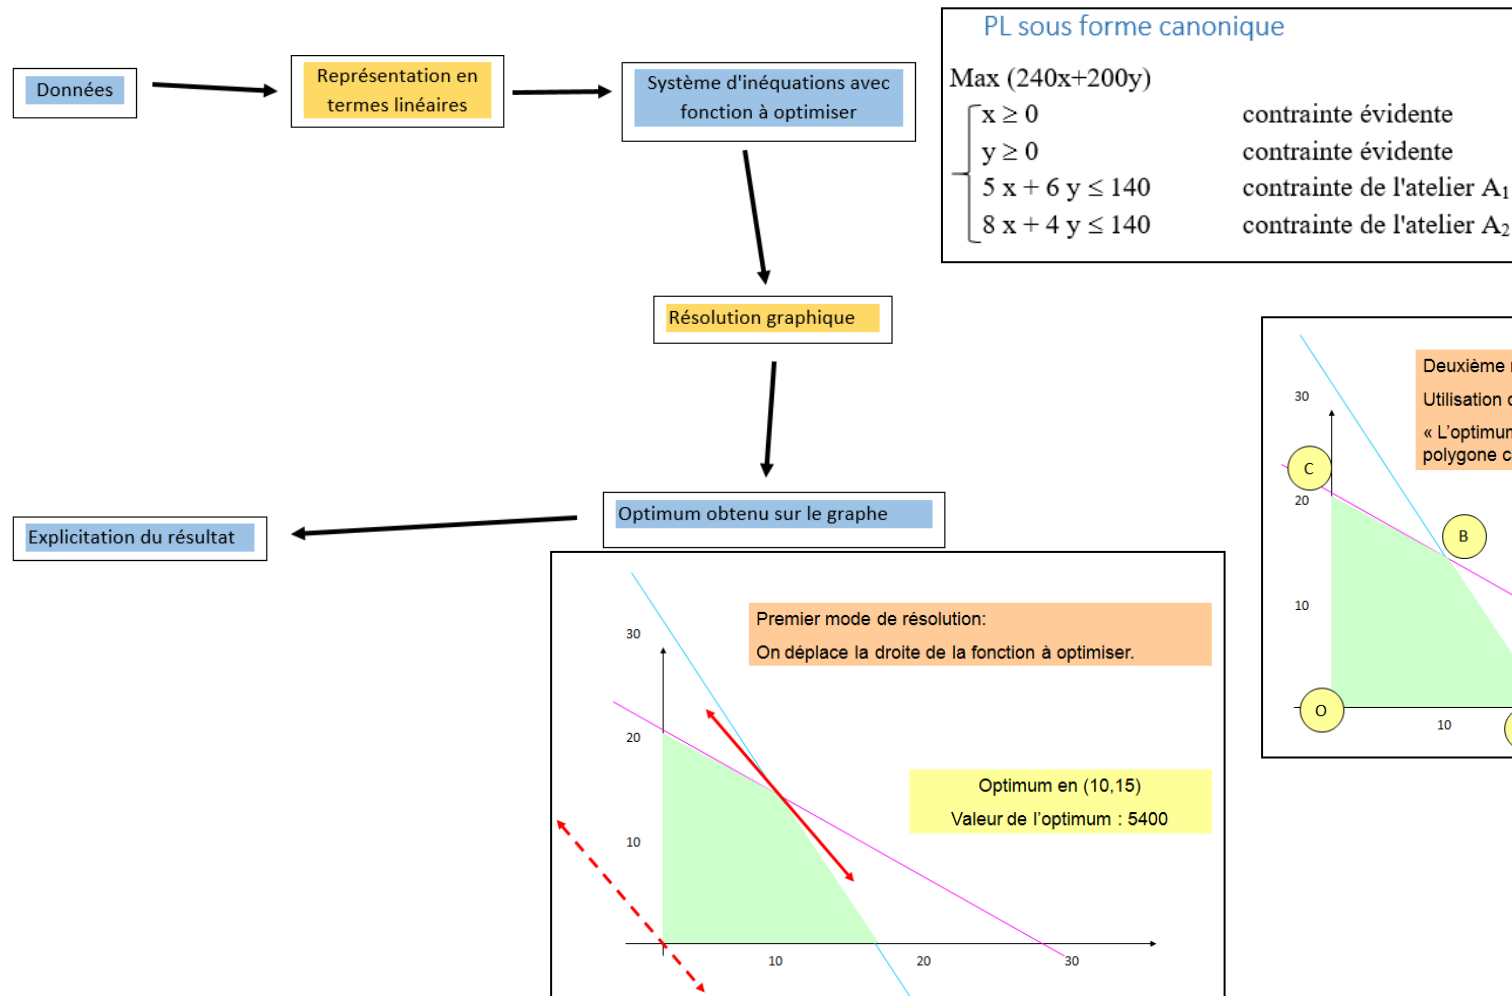 Données
Représentation en
termes linéaires
Système d'inéquations avec
fonction à optimiser
PL sous forme canonique
Max (240x+200y)
x ≥ 0 contrainte évidente
y ≥ 0 contrainte évidente
5 x + 6 y ≤ 140 contrainte de l'atelier A₁
8 x + 4 y ≤ 140 contrainte de l'atelier A₂
Résolution graphique
Optimum obtenu sur le graphe
Explicitation du résultat
Premier mode de résolution:
On déplace la droite de la fonction à optimiser.
30
20
Optimum en (10,15)
Valeur de l'optimum : 5400
10
10 20 30
Deuxième
Utilisation
« L'optimum
polygone
30
C
20
B
10
O
10